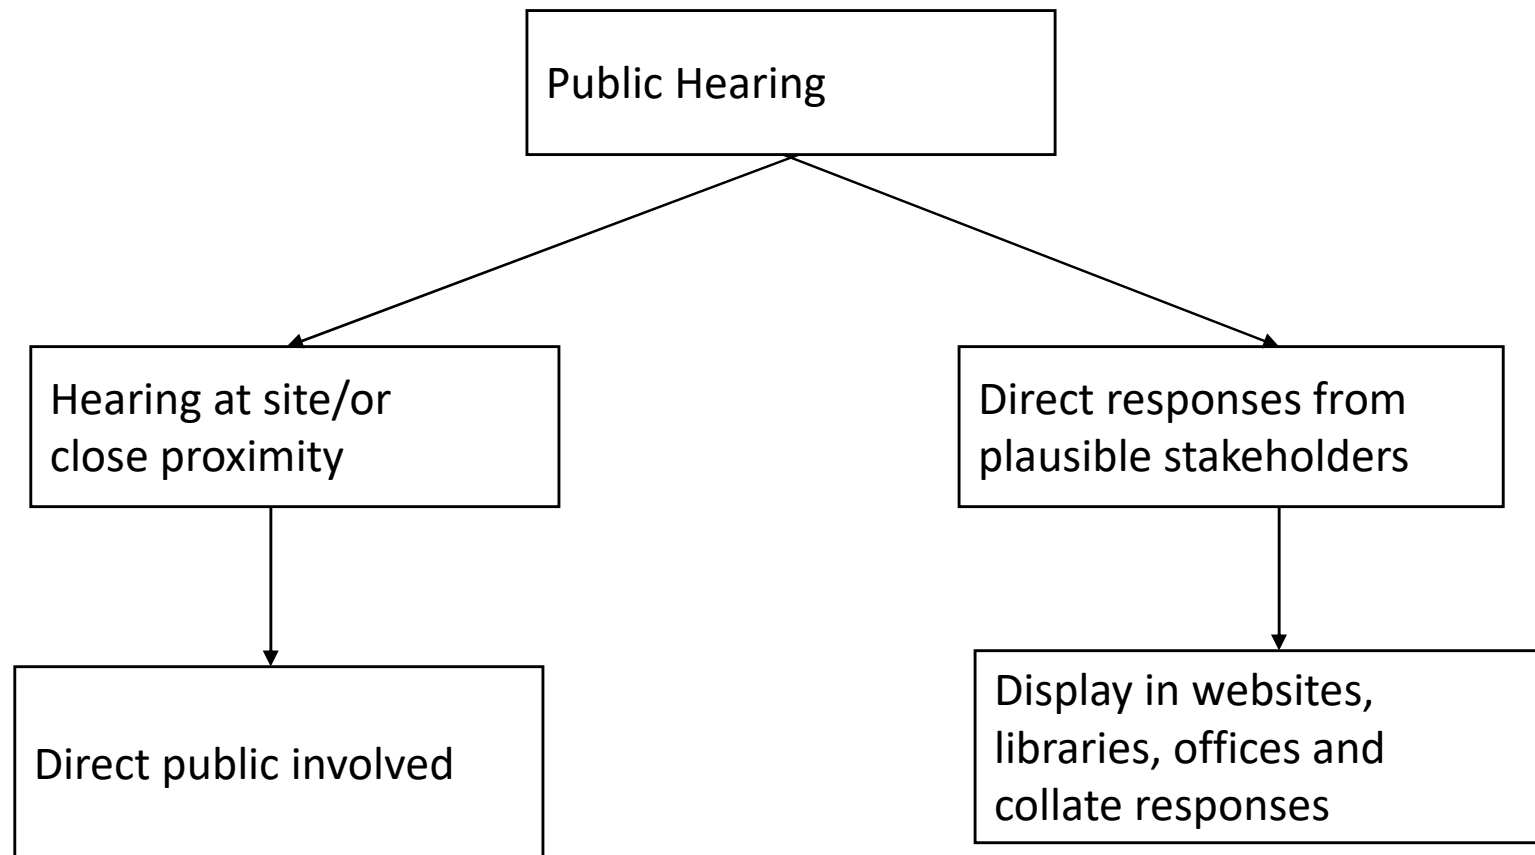 Public Hearing
Hearing at site/or
close proximity
Direct responses from
plausible stakeholders
Direct public involved
Display in websites,
libraries, offices and
collate responses